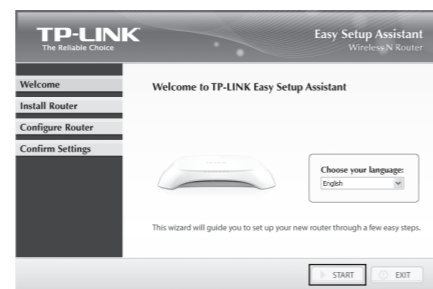 TP-LINK
The Reliable Choice
Easy Setup Assistant
Wireless N Router
Welcome
Install Router
Configure Router
Confirm Settings
Welcome to TP-LINK Easy Setup Assistant
Choose your language:
English
This wizard will guide you to set up your new router through a few easy steps.
START
EXIT